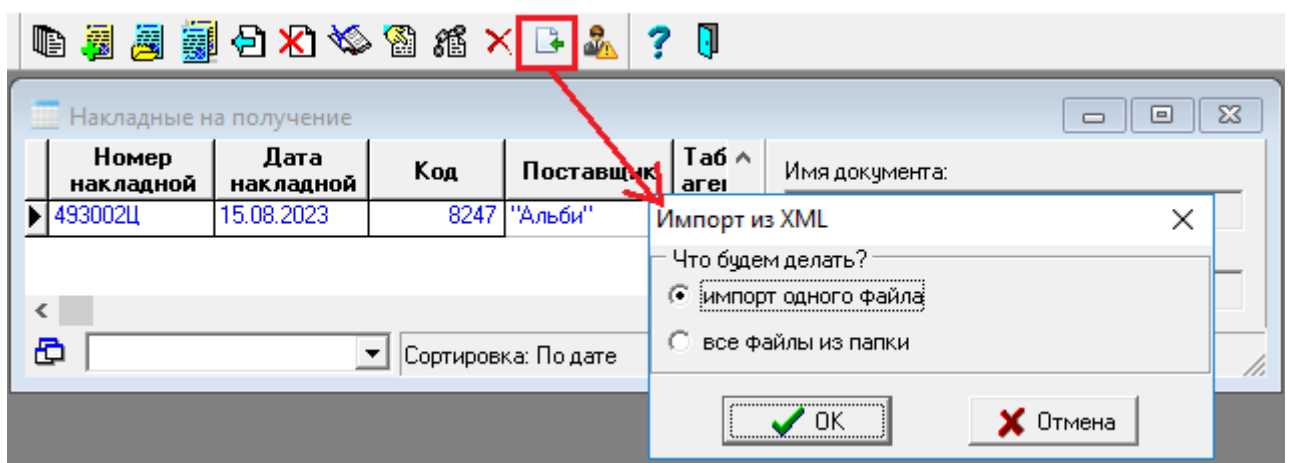 Накладные на получение
Номер накладной
Дата накладной
Код
Поставщик
Таб аген
Имя документа:
493002Ц
15.08.2023
8247
"Альби"
Импорт из XML
Что будем делать?
импорт одного файла
все файлы из папки
Сортировка: По дате
OK
Отмена